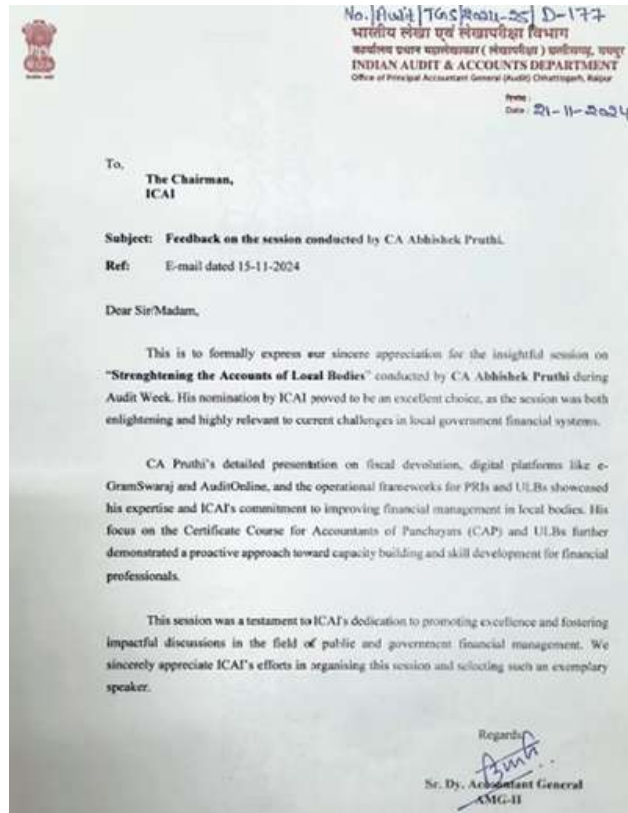 No./Audit/TGS/2024-25/D-177
भारतीय लेखा एवं लेखापरीक्षा विभाग
कार्यालय प्रधान महालेखाकार ( लेखापरीक्षा ) छत्तीसगढ़, रायपुर
INDIAN AUDIT & ACCOUNTS DEPARTMENT
Office of Principal Accountant General (Audit) Chhattisgarh, Raipur
दिनांक :
Date : 21-11-2024
To,
The Chairman,
ICAI
Subject: Feedback on the session conducted by CA Abhishek Pruthi.
Ref: E-mail dated 15-11-2024
Dear Sir/Madam,
This is to formally express our sincere appreciation for the insightful session on
"Strenghtening the Accounts of Local Bodies" conducted by CA Abhishek Pruthi during
Audit Week. His nomination by ICAI proved to be an excellent choice, as the session was both
enlightening and highly relevant to current challenges in local government financial systems.
CA Pruthi's detailed presentation on fiscal devolution, digital platforms like e-
GramSwaraj and AuditOnline, and the operational frameworks for PRIs and ULBs showcased
his expertise and ICAI's commitment to improving financial management in local bodies. His
focus on the Certificate Course for Accountants of Panchayats (CAP) and ULBs further
demonstrated a proactive approach toward capacity building and skill development for financial
professionals.
This session was a testament to ICAI's dedication to promoting excellence and fostering
impactful discussions in the field of public and government financial management. We
sincerely appreciate ICAI's efforts in organising this session and selecting such an exemplary
speaker.
Regards
Sr. Dy. Accountant General
AMG-II